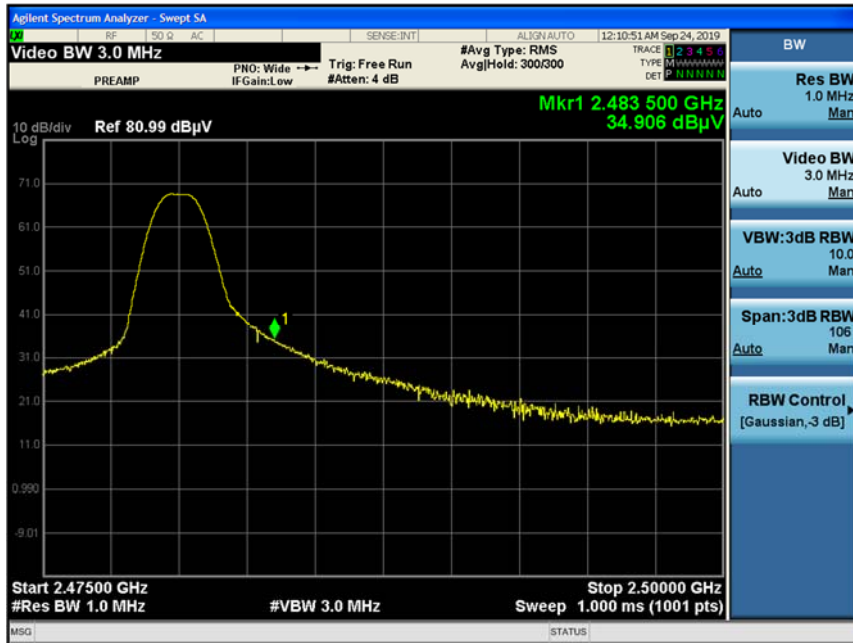 Agilent Spectrum Analyzer - Swept SA
RF 50 Ω AC SENSE:INT ALIGN AUTO 12:10:51 AM Sep 24, 2019
Video BW 3.0 MHz
PREAMP
PNO: Wide
IFGain:Low
Trig: Free Run
#Atten: 4 dB
#Avg Type: RMS
Avg|Hold: 300/300
TRACE 1 2 3 4 5 6
TYPE M
DET P N N N N N
Mkr1 2.483 500 GHz
34.906 dBµV
10 dB/div Ref 80.99 dBµV
Log
71.0
61.0
51.0
41.0
31.0
21.0
11.0
0.990
-9.01
1
Start 2.47500 GHz Stop 2.50000 GHz
#Res BW 1.0 MHz #VBW 3.0 MHz Sweep 1.000 ms (1001 pts)
MSG STATUS
BW
Res BW
1.0 MHz
Auto Man
Video BW
3.0 MHz
Auto Man
VBW:3dB RBW
10.0
Auto Man
Span:3dB RBW
106
Auto Man
RBW Control
[Gaussian,-3 dB]